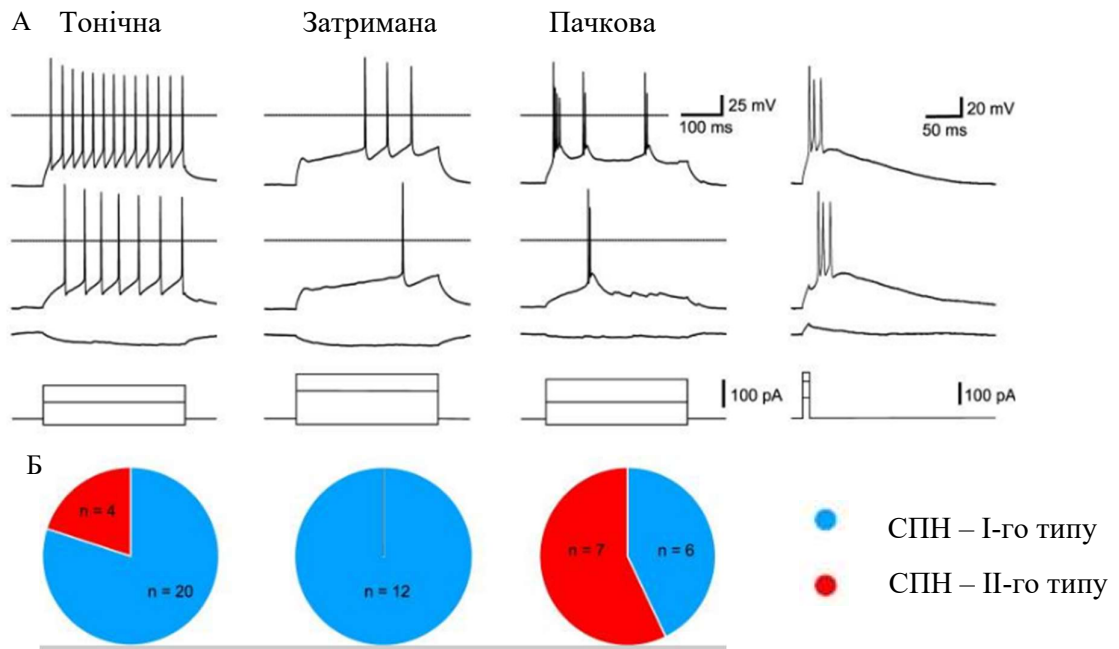 А Тонічна Затримана Пачкова
25 mV
100 ms
20 mV
50 ms
100 pA
100 pA
Б
n = 4
n = 20
n = 12
n = 7
n = 6
СПН – I-го типу
СПН – II-го типу